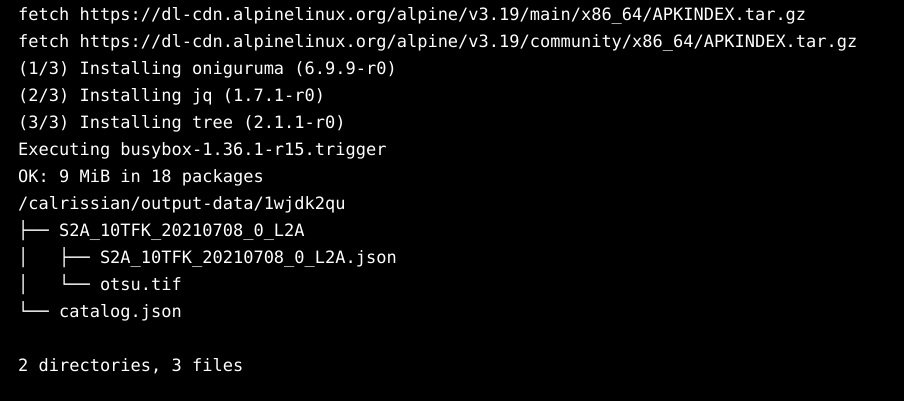 fetch https://dl-cdn.alpinelinux.org/alpine/v3.19/main/x86_64/APKINDEX.tar.gz
fetch https://dl-cdn.alpinelinux.org/alpine/v3.19/community/x86_64/APKINDEX.tar.gz
(1/3) Installing oniguruma (6.9.9-r0)
(2/3) Installing jq (1.7.1-r0)
(3/3) Installing tree (2.1.1-r0)
Executing busybox-1.36.1-r15.trigger
OK: 9 MiB in 18 packages
/calrissian/output-data/1wjdk2qu
├── S2A_10TFK_20210708_0_L2A
│   ├── S2A_10TFK_20210708_0_L2A.json
│   └── otsu.tif
└── catalog.json

2 directories, 3 files